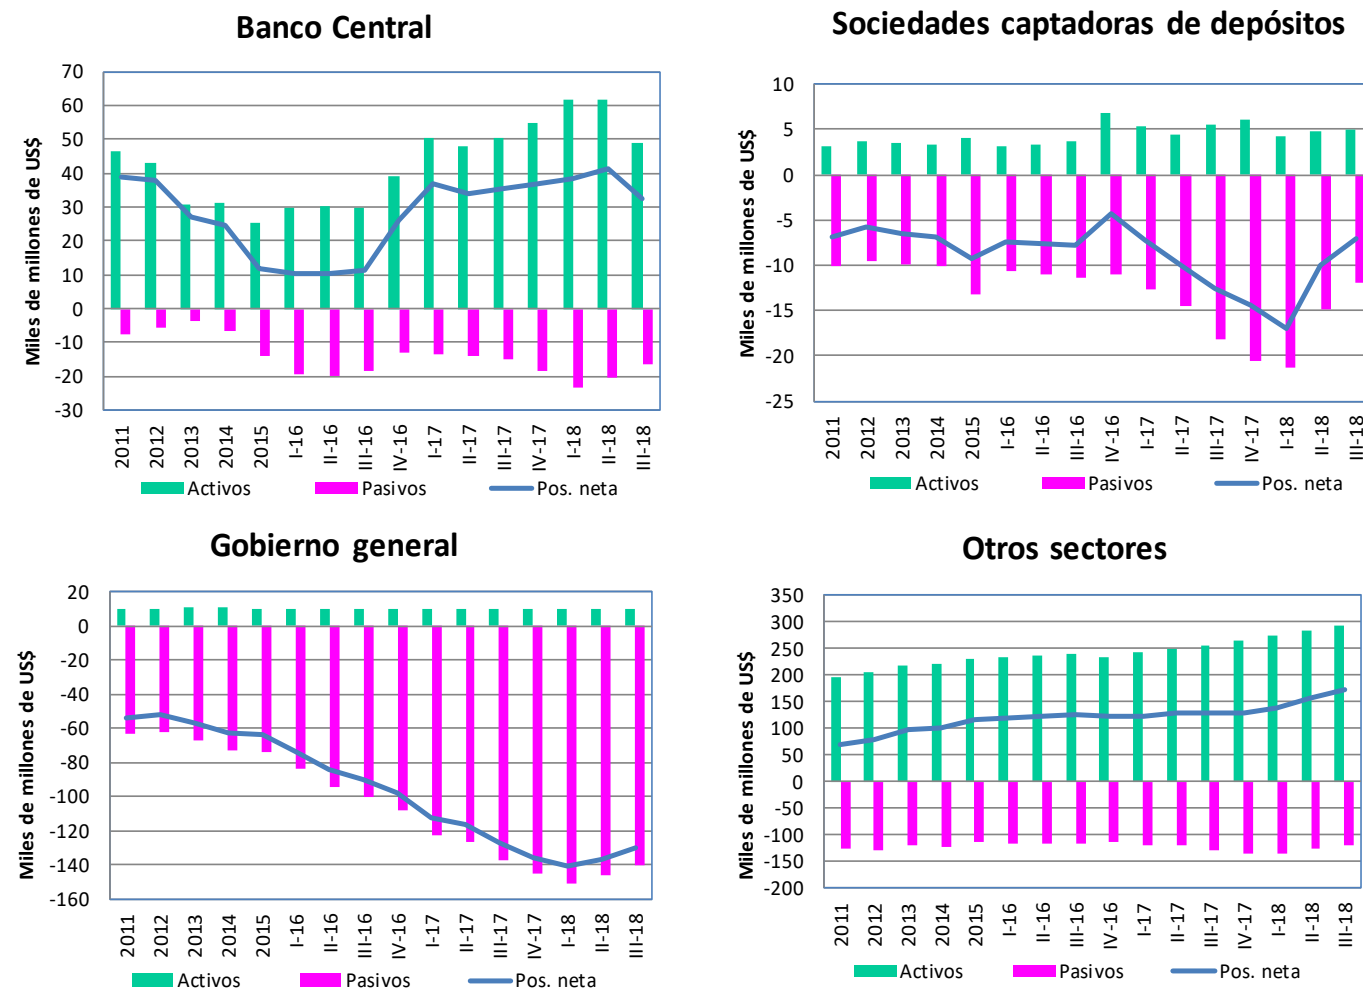 Banco Central
Miles de millones de US$
70
60
50
40
30
20
10
0
-10
-20
-30
2011
2012
2013
2014
2015
I-16
II-16
III-16
IV-16
I-17
II-17
III-17
IV-17
I-18
II-18
III-18
Activos
Pasivos
Pos. neta
Sociedades captadoras de depósitos
Miles de millones de US$
10
5
0
-5
-10
-15
-20
-25
2011
2012
2013
2014
2015
I-16
II-16
III-16
IV-16
I-17
II-17
III-17
IV-17
I-18
II-18
III-18
Activos
Pasivos
Pos. neta
Gobierno general
Miles de millones de US$
20
0
-20
-40
-60
-80
-100
-120
-140
-160
2011
2012
2013
2014
2015
I-16
II-16
III-16
IV-16
I-17
II-17
III-17
IV-17
I-18
II-18
III-18
Activos
Pasivos
Pos. neta
Otros sectores
Miles de millones de US$
350
300
250
200
150
100
50
0
-50
-100
-150
-200
2011
2012
2013
2014
2015
I-16
II-16
III-16
IV-16
I-17
II-17
III-17
IV-17
I-18
II-18
III-18
Activos
Pasivos
Pos. neta